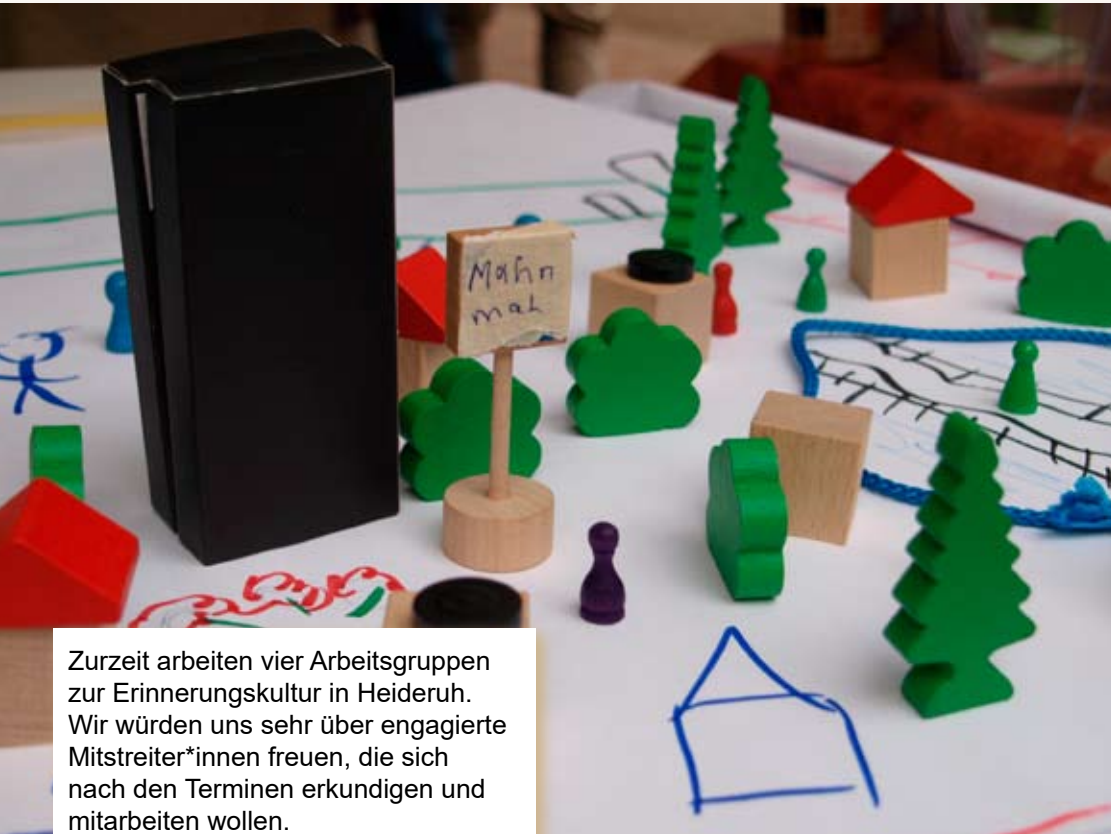 Mahn
mal
Zurzeit arbeiten vier Arbeitsgruppen
zur Erinnerungskultur in Heideruh.
Wir würden uns sehr über engagierte
Mitstreiter*innen freuen, die sich
nach den Terminen erkundigen und
mitarbeiten wollen.